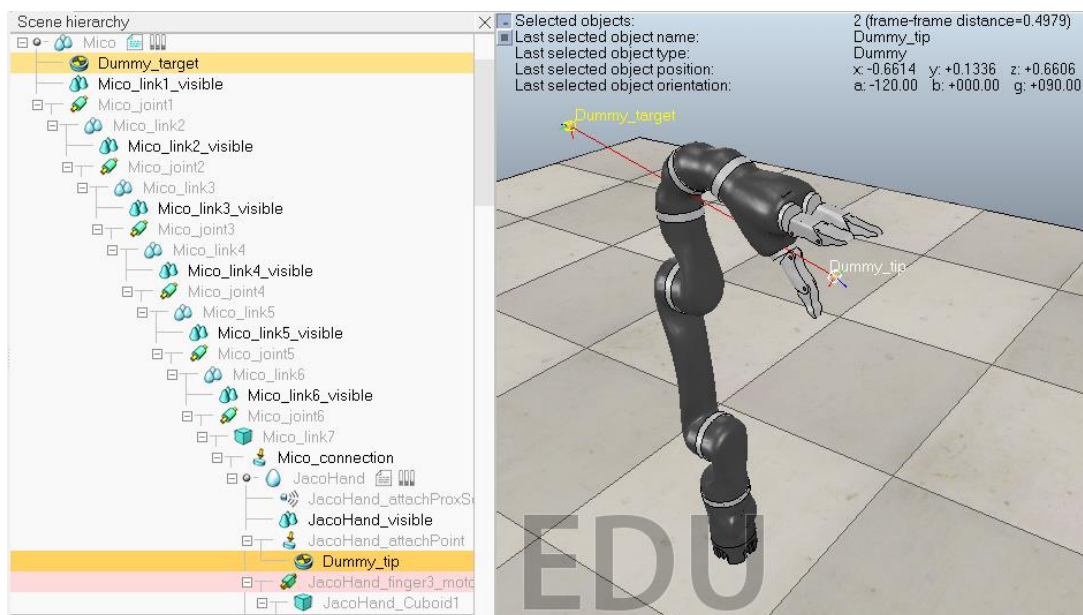 Scene hierarchy
Mico
Dummy_target
Mico_link1_visible
Mico_joint1
Mico_link2
Mico_link2_visible
Mico_joint2
Mico_link3
Mico_link3_visible
Mico_joint3
Mico_link4
Mico_link4_visible
Mico_joint4
Mico_link5
Mico_link5_visible
Mico_joint5
Mico_link6
Mico_link6_visible
Mico_joint6
Mico_link7
Mico_connection
JacoHand
JacoHand_attachProxSe
JacoHand_visible
JacoHand_attachPoint
Dummy_tip
JacoHand_finger3_moto
JacoHand_Cuboid1
Selected objects: 2 (frame-frame distance=0.4979)
Last selected object name: Dummy_tip
Last selected object type: Dummy
Last selected object position: x: -0.6614 y: +0.1336 z: +0.6606
Last selected object orientation: a: -120.00 b: +000.00 g: +090.00
Dummy_target
Dummy_tip
EDU